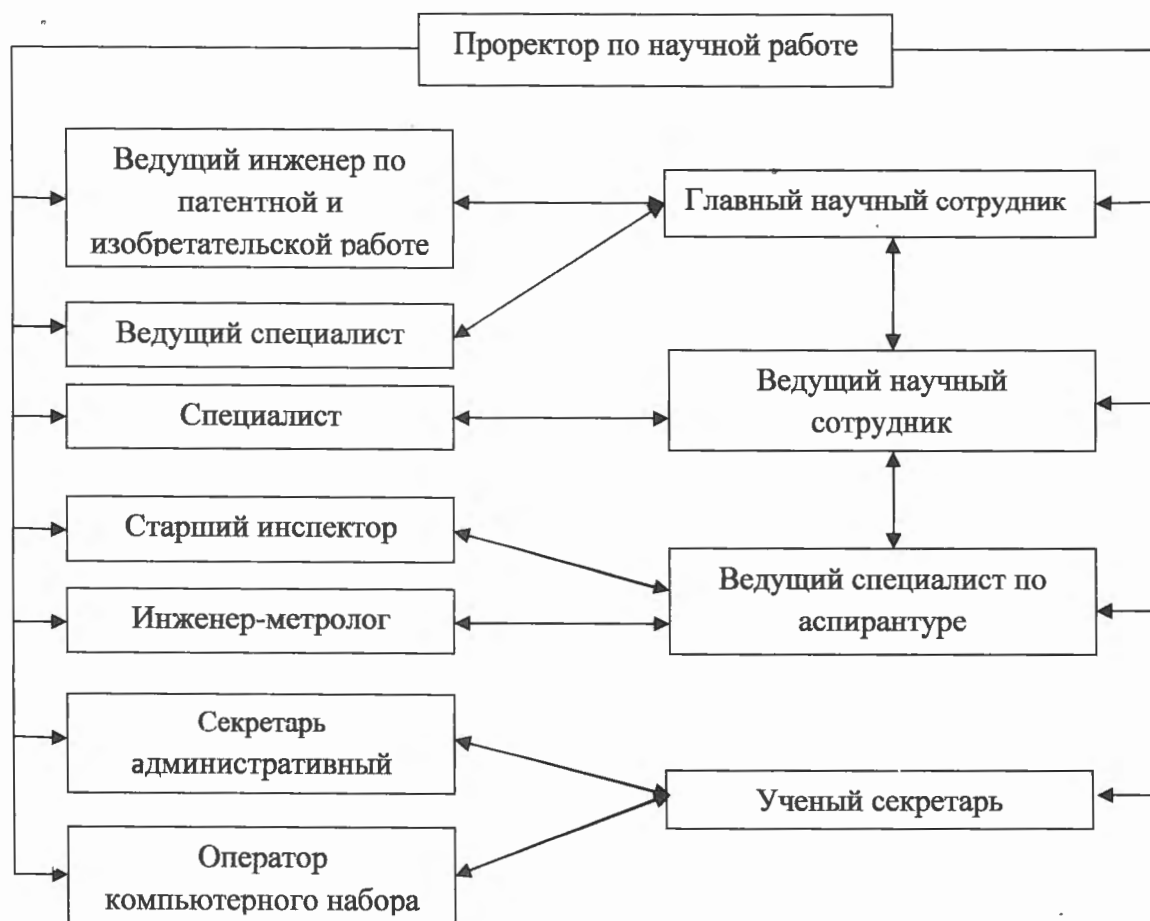 Проректор по научной работе
Ведущий инженер по
патентной и
изобретательской работе
Главный научный сотрудник
Ведущий специалист
Специалист
Ведущий научный
сотрудник
Старший инспектор
Инженер-метролог
Ведущий специалист по
аспирантуре
Секретарь
административный
Ученый секретарь
Оператор
компьютерного набора